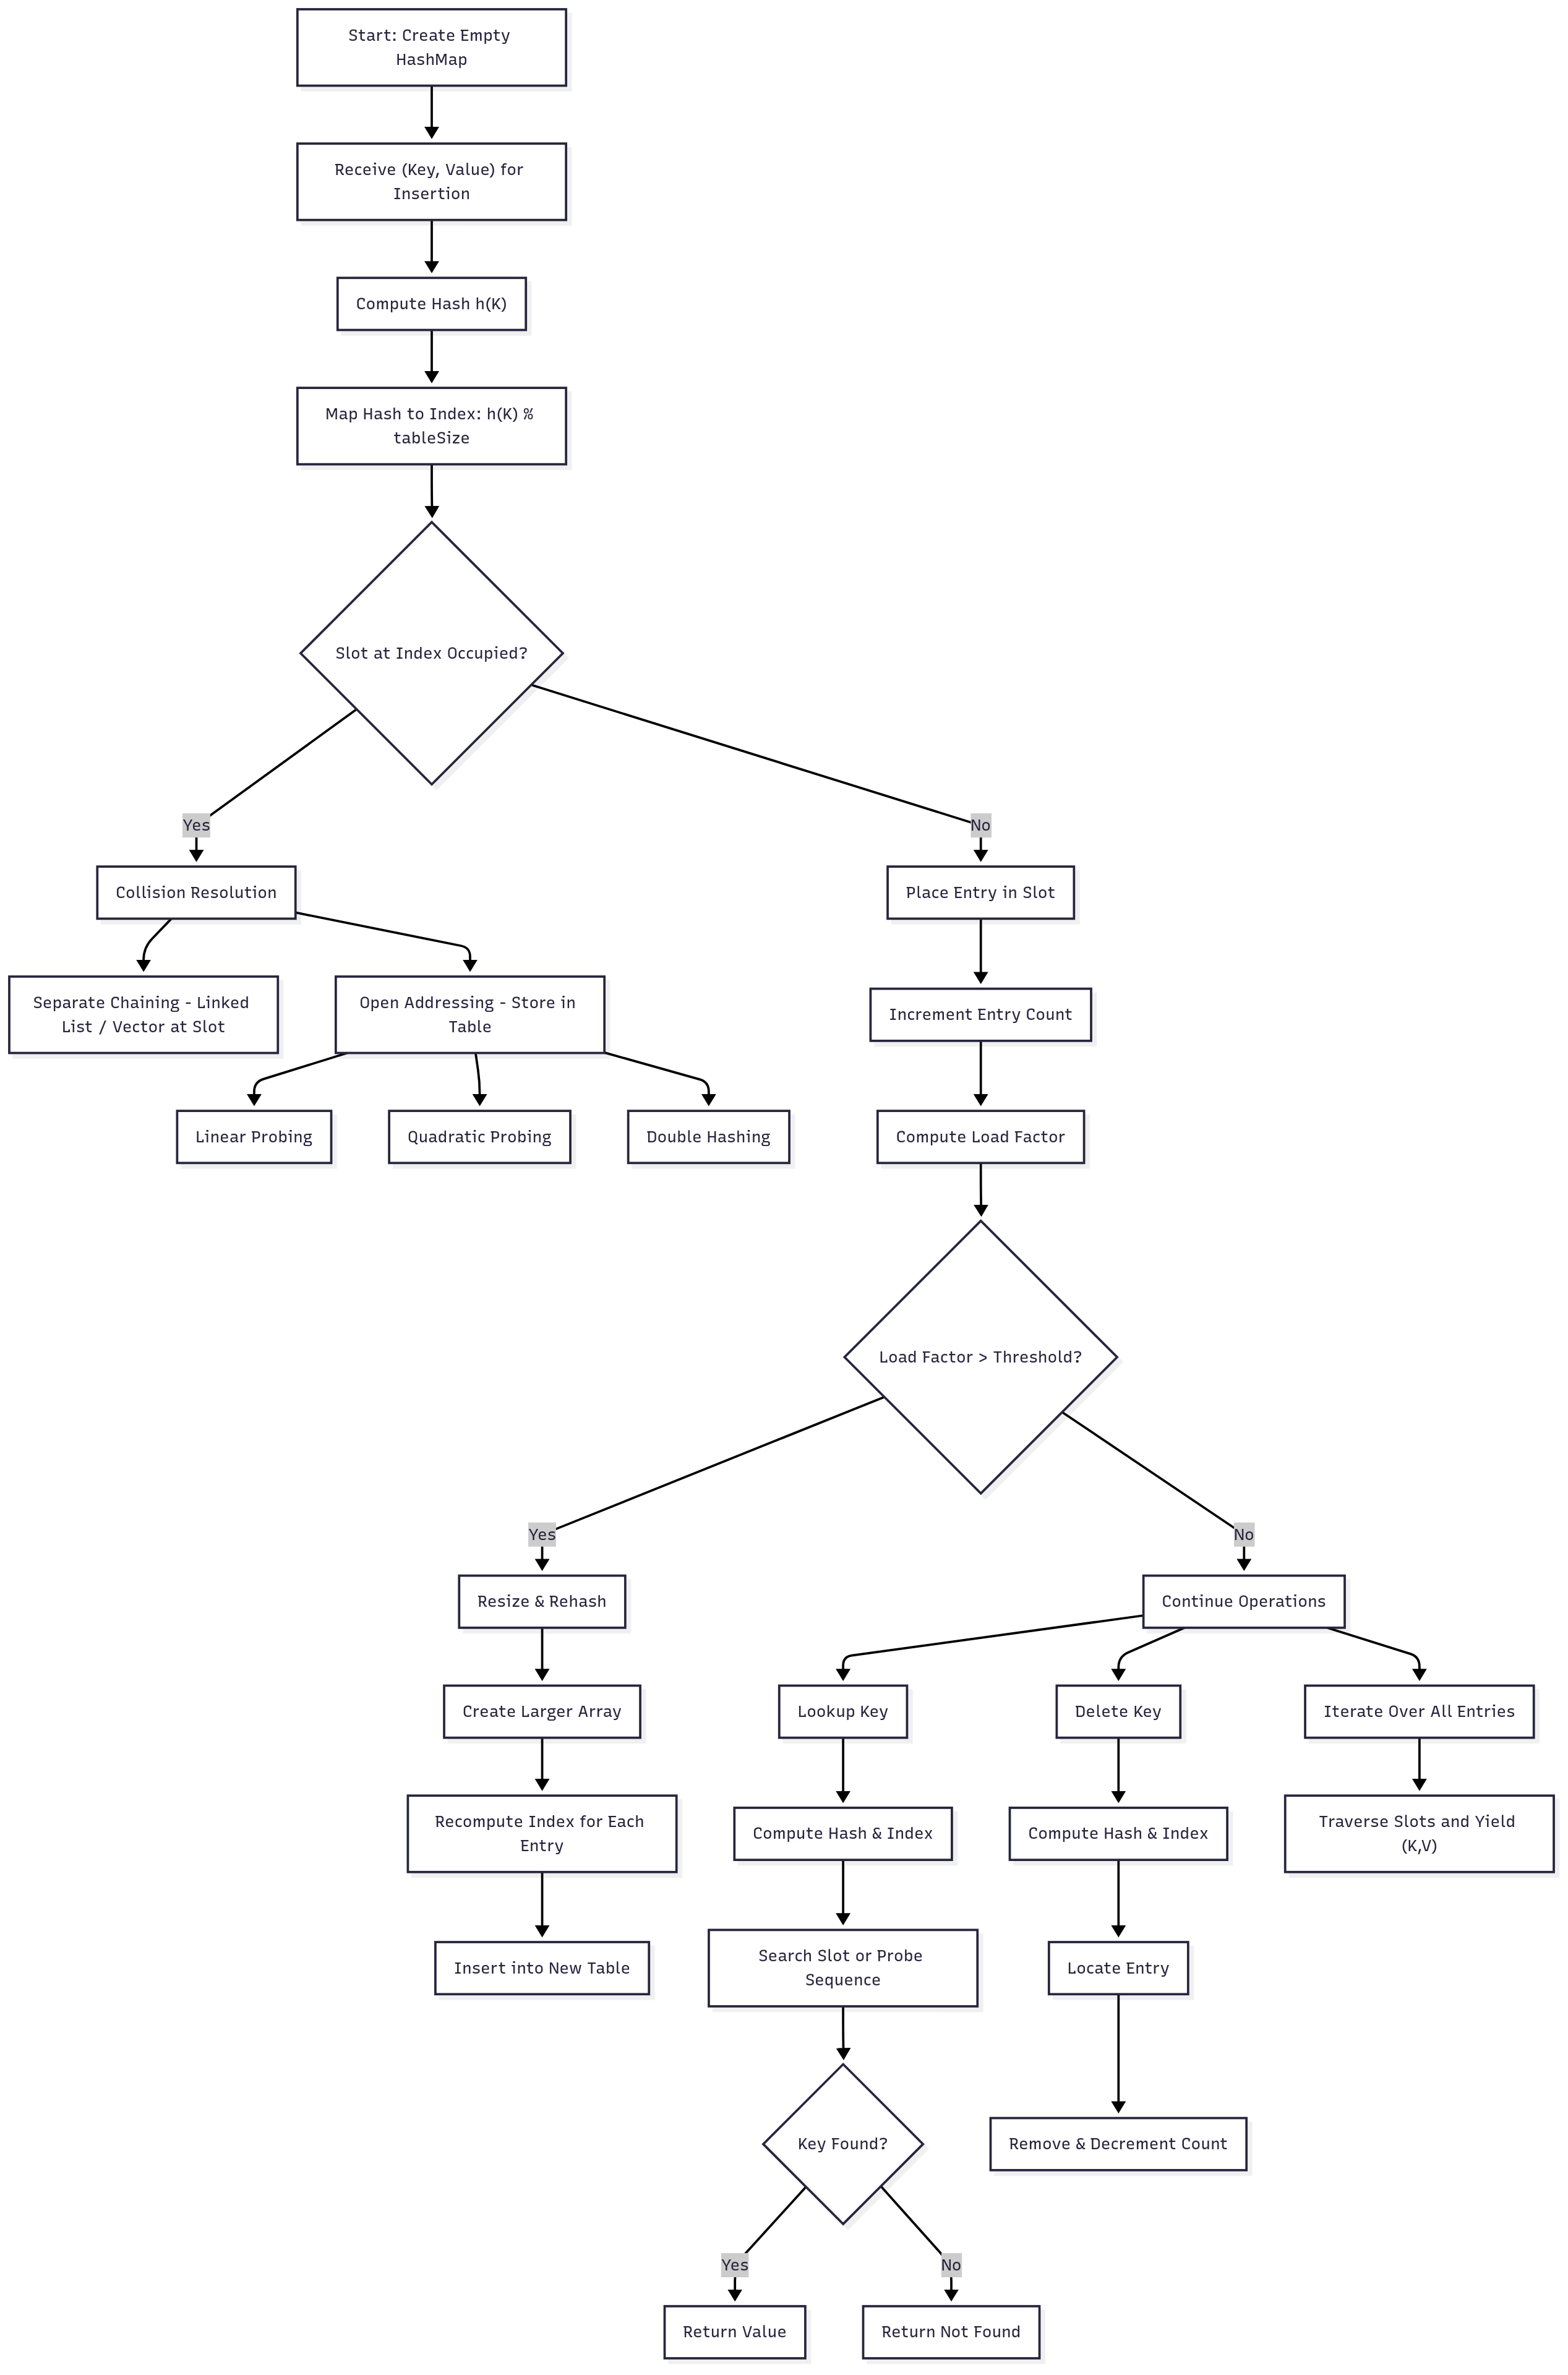 Start: Create Empty
HashMap
Receive (Key, Value) for
Insertion
Compute Hash h(K)
Map Hash to Index: h(K) %
tableSize
Slot at Index Occupied?
Yes
No
Collision Resolution
Place Entry in Slot
Separate Chaining - Linked
List / Vector at Slot
Open Addressing - Store in
Table
Increment Entry Count
Linear Probing
Quadratic Probing
Double Hashing
Compute Load Factor
Load Factor > Threshold?
Yes
No
Resize & Rehash
Continue Operations
Create Larger Array
Lookup Key
Delete Key
Iterate Over All Entries
Recompute Index for Each
Entry
Compute Hash & Index
Compute Hash & Index
Traverse Slots and Yield
(K,V)
Insert into New Table
Search Slot or Probe
Sequence
Locate Entry
Key Found?
Remove & Decrement Count
Yes
No
Return Value
Return Not Found